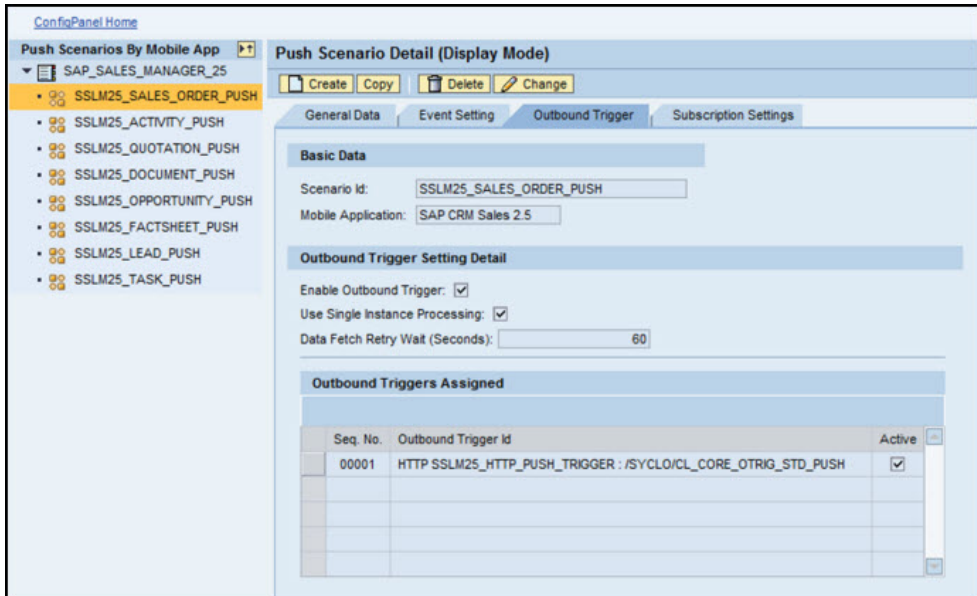 ConfigPanel Home
Push Scenarios By Mobile App
SAP_SALES_MANAGER_25
SSLM25_SALES_ORDER_PUSH
SSLM25_ACTIVITY_PUSH
SSLM25_QUOTATION_PUSH
SSLM25_DOCUMENT_PUSH
SSLM25_OPPORTUNITY_PUSH
SSLM25_FACTSHEET_PUSH
SSLM25_LEAD_PUSH
SSLM25_TASK_PUSH
Push Scenario Detail (Display Mode)
Create Copy Delete Change
General Data Event Setting Outbound Trigger Subscription Settings
Basic Data
Scenario Id: SSLM25_SALES_ORDER_PUSH
Mobile Application: SAP CRM Sales 2.5
Outbound Trigger Setting Detail
Enable Outbound Trigger:
Use Single Instance Processing:
Data Fetch Retry Wait (Seconds): 60
Outbound Triggers Assigned
Seq. No. Outbound Trigger Id Active
00001 HTTP SSLM25_HTTP_PUSH_TRIGGER : /SYCLO/CL_CORE_OTRIG_STD_PUSH